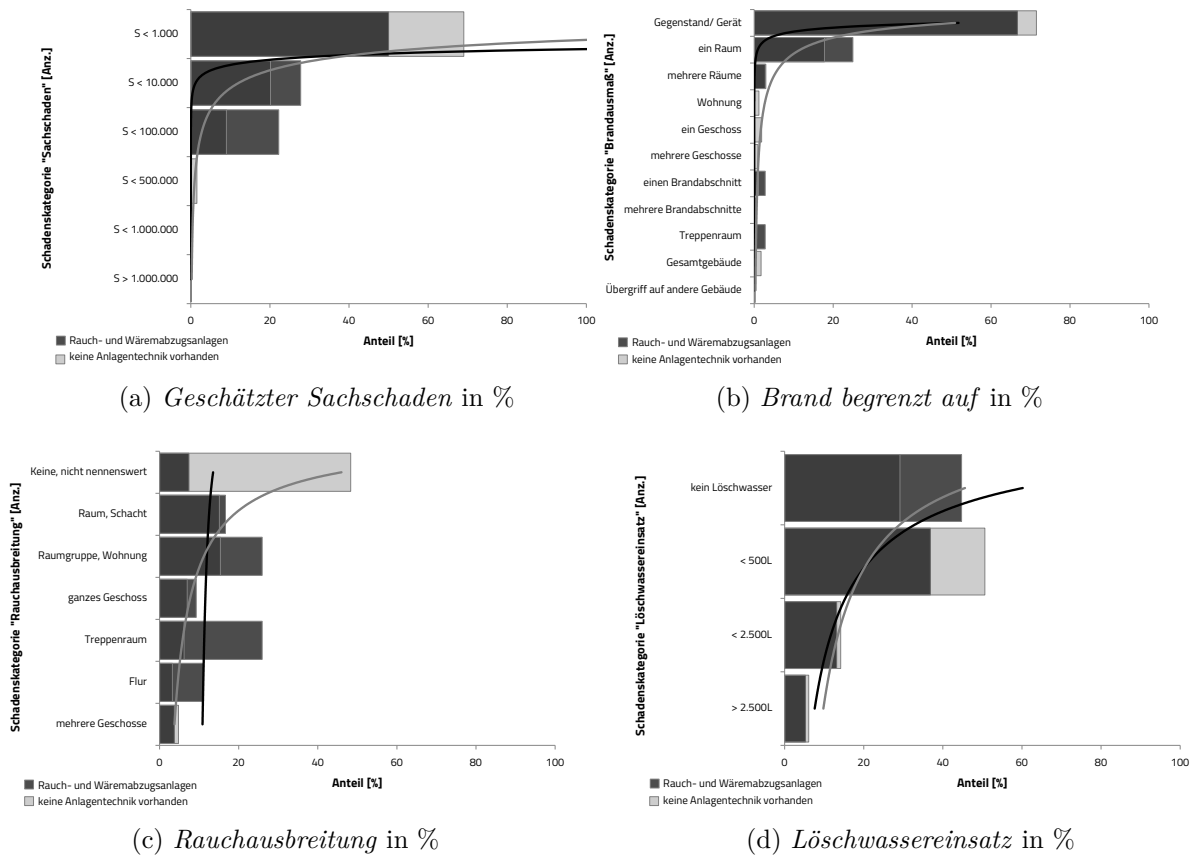 Schadenskategorie "Sachschaden" [Anz.]
S < 1.000
S < 10.000
S < 100.000
S < 500.000
S < 1.000.000
S > 1.000.000
0 20 40 60 80 100
Anteil [%]
Rauch- und Wäremabzugsanlagen
keine Anlagentechnik vorhanden
(a) Geschätzter Sachschaden in %
Schadenskategorie "Brandausmaß" [Anz.]
Gegenstand/ Gerät
ein Raum
mehrere Räume
Wohnung
ein Geschoss
mehrere Geschosse
einen Brandabschnitt
mehrere Brandabschnitte
Treppenraum
Gesamtgebäude
Übergriff auf andere Gebäude
0 20 40 60 80 100
Anteil [%]
Rauch- und Wäremabzugsanlagen
keine Anlagentechnik vorhanden
(b) Brand begrenzt auf in %
Schadenskategorie "Rauchausbreitung" [Anz.]
Keine, nicht nennenswert
Raum, Schacht
Raumgruppe, Wohnung
ganzes Geschoss
Treppenraum
Flur
mehrere Geschosse
0 20 40 60 80 100
Anteil [%]
Rauch- und Wäremabzugsanlagen
keine Anlagentechnik vorhanden
(c) Rauchausbreitung in %
Schadenskategorie "Löschwassereinsatz" [Anz.]
kein Löschwasser
< 500L
< 2.500L
> 2.500L
0 20 40 60 80 100
Anteil [%]
Rauch- und Wäremabzugsanlagen
keine Anlagentechnik vorhanden
(d) Löschwassereinsatz in %